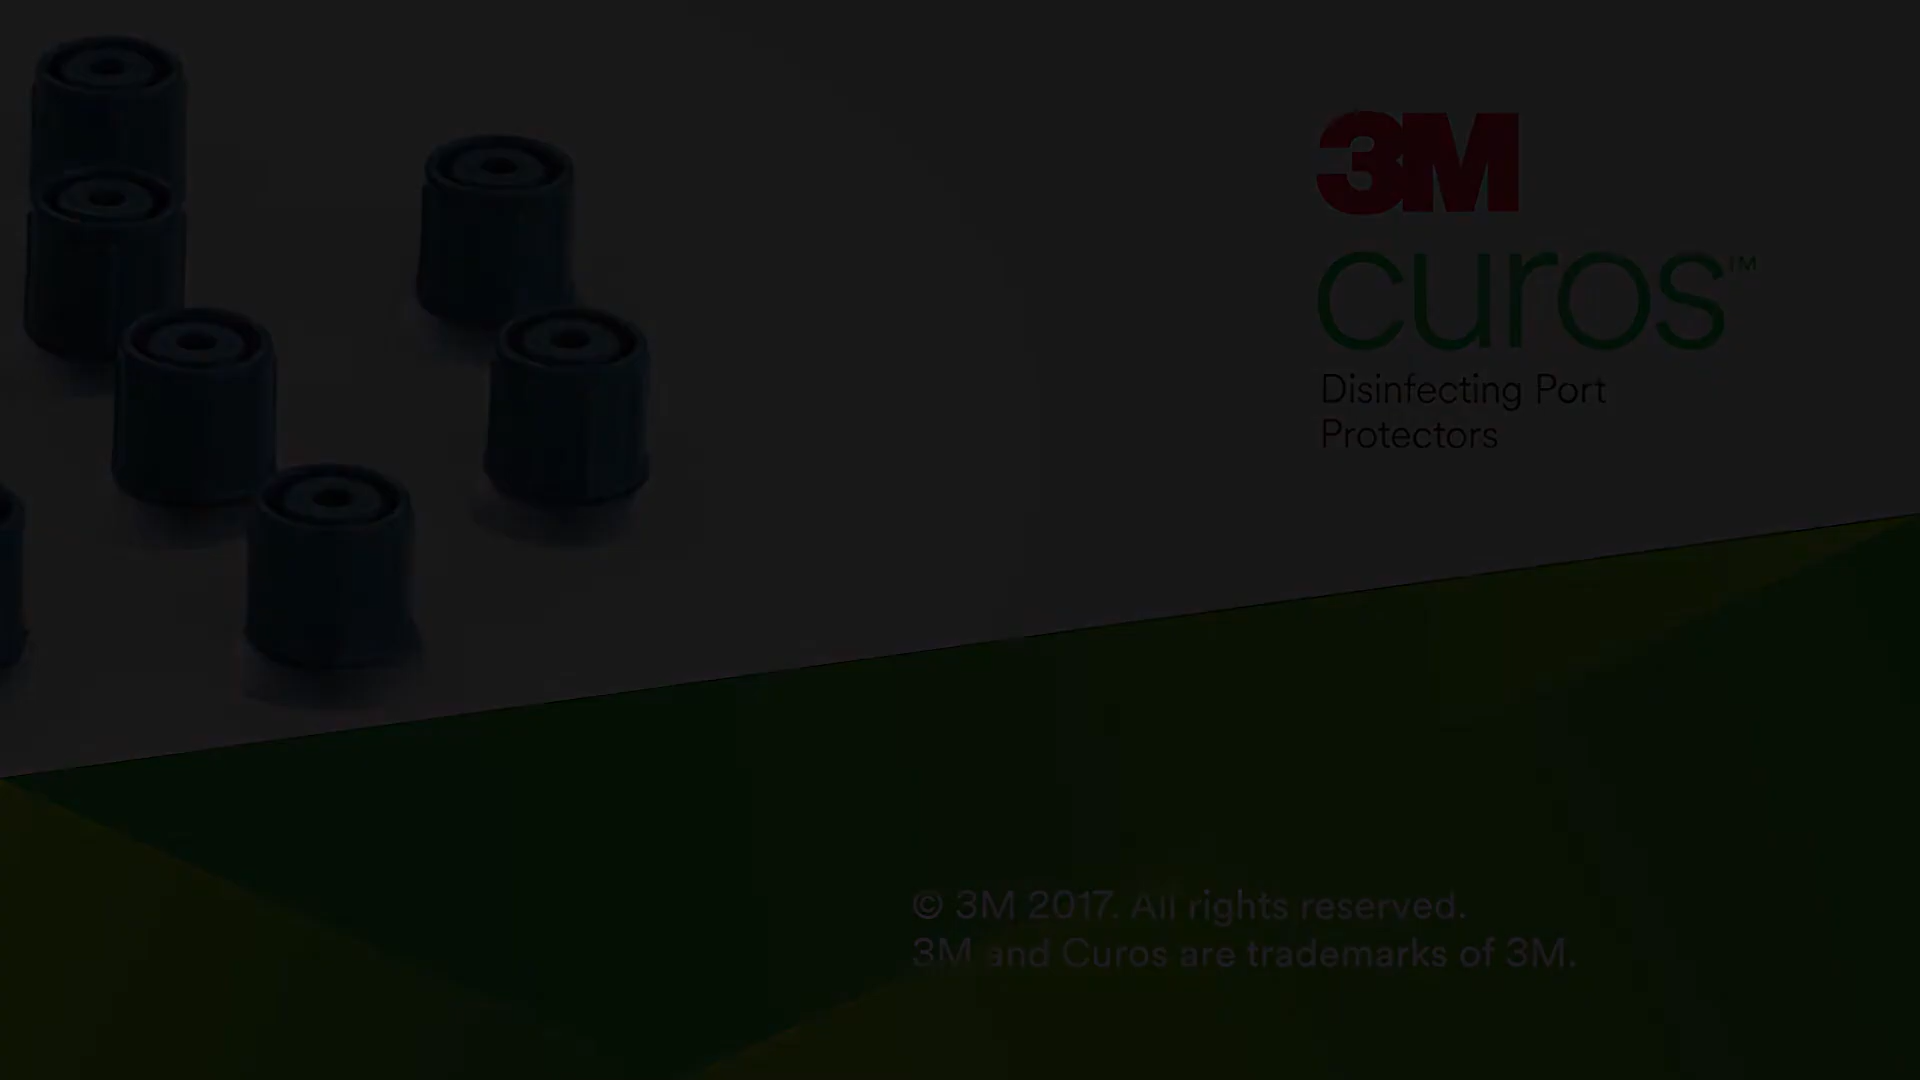 3M
curos™
Disinfecting Port
Protectors
© 3M 2017. All rights reserved.
3M and Curos are trademarks of 3M.